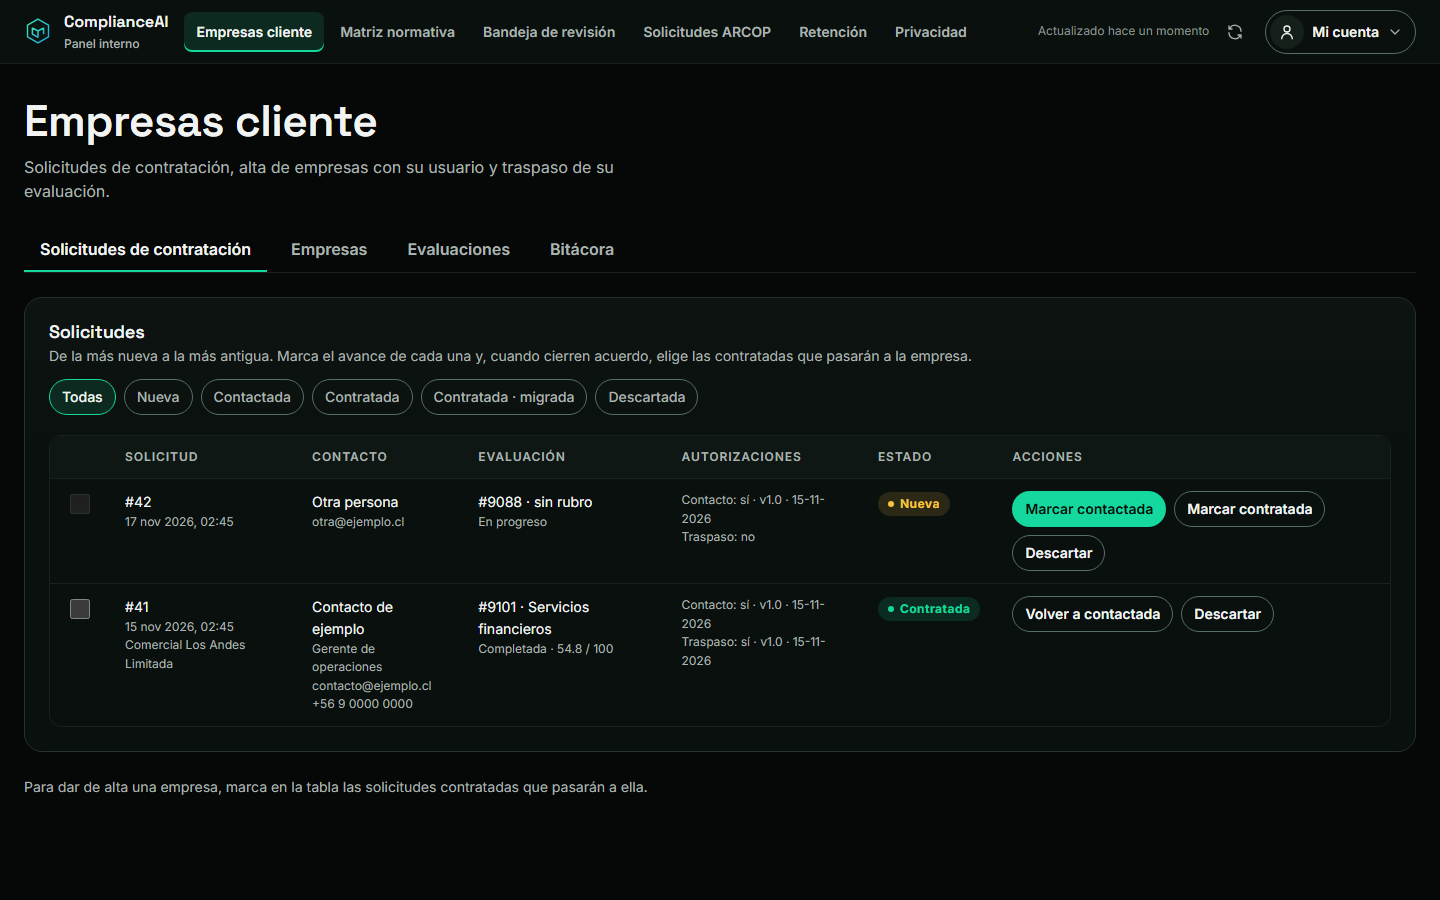 ComplianceAI
Panel interno
Empresas cliente
Matriz normativa
Bandeja de revisión
Solicitudes ARCOP
Retención
Privacidad
Actualizado hace un momento
Mi cuenta
Empresas cliente
Solicitudes de contratación, alta de empresas con su usuario y traspaso de su
evaluación.
Solicitudes de contratación
Empresas
Evaluaciones
Bitácora
Solicitudes
De la más nueva a la más antigua. Marca el avance de cada una y, cuando cierren acuerdo, elige las contratadas que pasarán a la empresa.
Todas
Nueva
Contactada
Contratada
Contratada · migrada
Descartada
SOLICITUD
CONTACTO
EVALUACIÓN
AUTORIZACIONES
ESTADO
ACCIONES
#42
17 nov 2026, 02:45
Otra persona
otra@ejemplo.cl
#9088 · sin rubro
En progreso
Contacto: sí · v1.0 · 15-11-
2026
Traspaso: no
Nueva
Marcar contactada
Marcar contratada
Descartar
#41
15 nov 2026, 02:45
Comercial Los Andes
Limitada
Contacto de
ejemplo
Gerente de
operaciones
contacto@ejemplo.cl
+56 9 0000 0000
#9101 · Servicios
financieros
Completada · 54.8 / 100
Contacto: sí · v1.0 · 15-11-
2026
Traspaso: sí · v1.0 · 15-11-
2026
Contratada
Volver a contactada
Descartar
Para dar de alta una empresa, marca en la tabla las solicitudes contratadas que pasarán a ella.